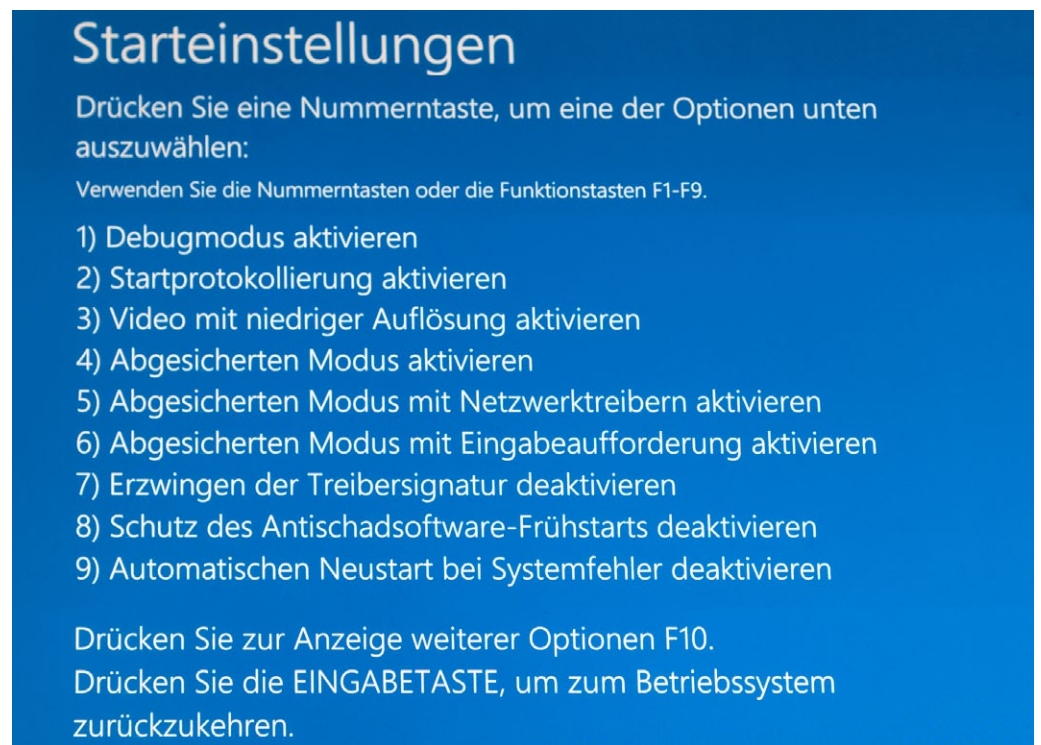 Starteinstellungen
Drücken Sie eine Nummerntaste, um eine der Optionen unten
auszuwählen:
Verwenden Sie die Nummerntasten oder die Funktionstasten F1-F9.
1) Debugmodus aktivieren
2) Startprotokollierung aktivieren
3) Video mit niedriger Auflösung aktivieren
4) Abgesicherten Modus aktivieren
5) Abgesicherten Modus mit Netzwerktreibern aktivieren
6) Abgesicherten Modus mit Eingabeaufforderung aktivieren
7) Erzwingen der Treibersignatur deaktivieren
8) Schutz des Antischadsoftware-Frühstarts deaktivieren
9) Automatischen Neustart bei Systemfehler deaktivieren
Drücken Sie zur Anzeige weiterer Optionen F10.
Drücken Sie die EINGABETASTE, um zum Betriebssystem
zurückzukehren.